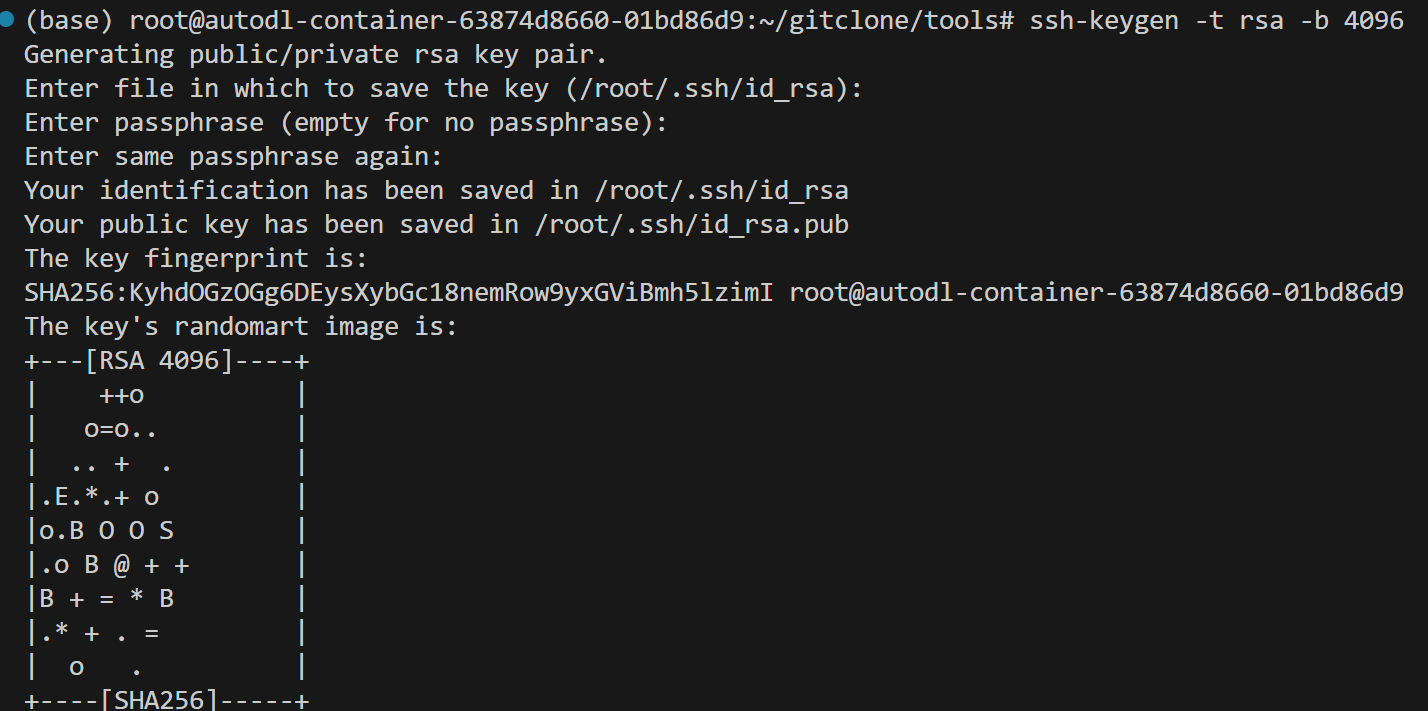 (base) root@autodl-container-63874d8660-01bd86d9:~/gitclone/tools# ssh-keygen -t rsa -b 4096
Generating public/private rsa key pair.
Enter file in which to save the key (/root/.ssh/id_rsa):
Enter passphrase (empty for no passphrase):
Enter same passphrase again:
Your identification has been saved in /root/.ssh/id_rsa
Your public key has been saved in /root/.ssh/id_rsa.pub
The key fingerprint is:
SHA256:KyhdOGzOGg6DEysXybGc18nemRow9yxGViBmh5lzimI root@autodl-container-63874d8660-01bd86d9
The key's randomart image is:
+---[RSA 4096]----+
|    ++o          |
|   o=o..         |
|  .. +  .        |
|.E.*.+ o         |
|o.B O O S        |
|.o B @ + +       |
|B + = * B        |
|.* + . =         |
|  o   .          |
+----[SHA256]-----+